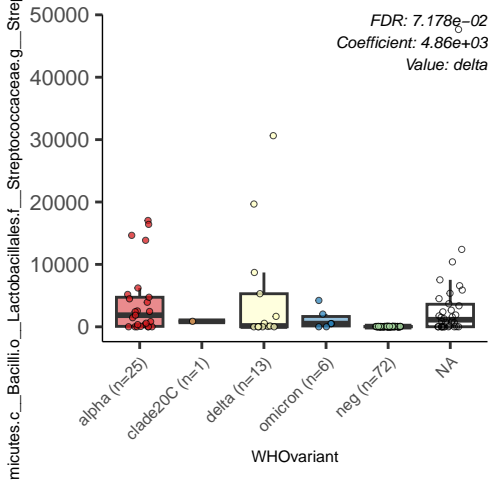 micutes.c__Bacilli.o__Lactobacillales.f__Streptococcaceae.g__Strep
50000
40000
30000
20000
10000
0
FDR: 7.178e−02
Coefficient: 4.86e+03
Value: delta
alpha (n=25)
clade20C (n=1)
delta (n=13)
omicron (n=6)
neg (n=72)
NA
WHOvariant